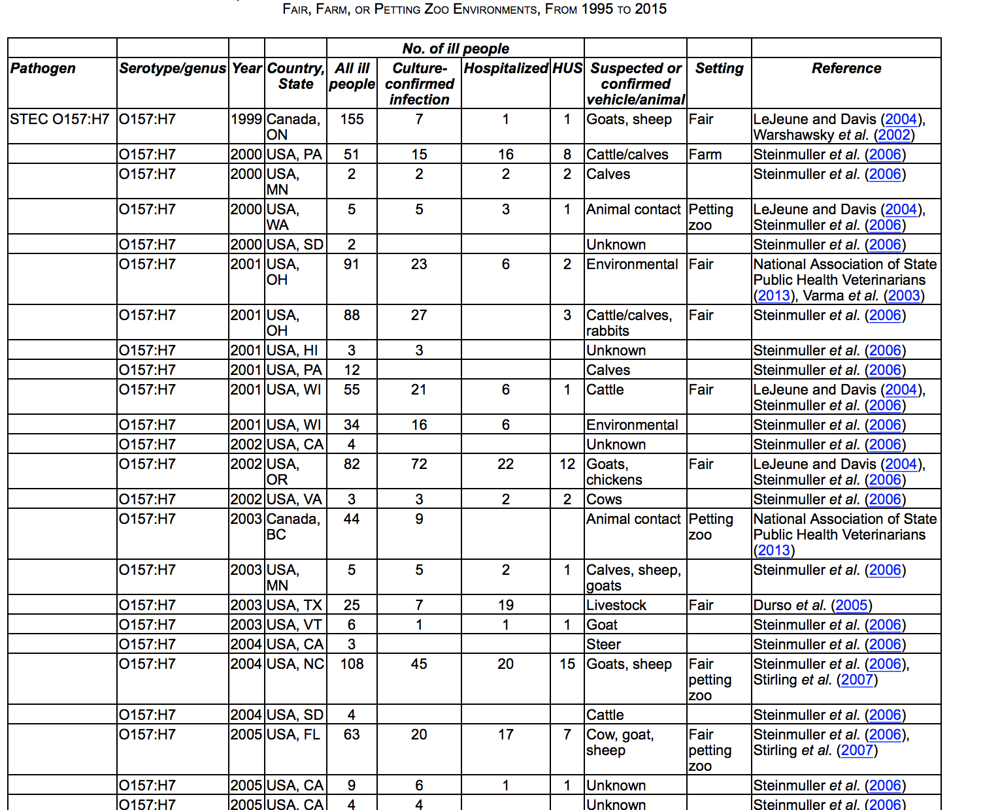 FAIR, FARM, OR PETTING ZOO ENVIRONMENTS, FROM 1995 TO 2015
No. of ill people
Pathogen Serotype/genus Year Country, State All ill people Culture-confirmed infection Hospitalized HUS Suspected or confirmed vehicle/animal Setting Reference
STEC O157:H7 O157:H7 1999 Canada, ON 155 7 1 1 Goats, sheep Fair LeJeune and Davis (2004), Warshawsky et al. (2002)
O157:H7 2000 USA, PA 51 15 16 8 Cattle/calves Farm Steinmuller et al. (2006)
O157:H7 2000 USA, MN 2 2 2 2 Calves Steinmuller et al. (2006)
O157:H7 2000 USA, WA 5 5 3 1 Animal contact Petting zoo LeJeune and Davis (2004), Steinmuller et al. (2006)
O157:H7 2000 USA, SD 2 Unknown Steinmuller et al. (2006)
O157:H7 2001 USA, OH 91 23 6 2 Environmental Fair National Association of State Public Health Veterinarians (2013), Varma et al. (2003)
O157:H7 2001 USA, OH 88 27 3 Cattle/calves, rabbits Fair Steinmuller et al. (2006)
O157:H7 2001 USA, HI 3 3 Unknown Steinmuller et al. (2006)
O157:H7 2001 USA, PA 12 Calves Steinmuller et al. (2006)
O157:H7 2001 USA, WI 55 21 6 1 Cattle Fair LeJeune and Davis (2004), Steinmuller et al. (2006)
O157:H7 2001 USA, WI 34 16 6 Environmental Steinmuller et al. (2006)
O157:H7 2002 USA, CA 4 Unknown Steinmuller et al. (2006)
O157:H7 2002 USA, OR 82 72 22 12 Goats, chickens Fair LeJeune and Davis (2004), Steinmuller et al. (2006)
O157:H7 2002 USA, VA 3 3 2 2 Cows Steinmuller et al. (2006)
O157:H7 2003 Canada, BC 44 9 Animal contact Petting zoo National Association of State Public Health Veterinarians (2013)
O157:H7 2003 USA, MN 5 5 2 1 Calves, sheep, goats Steinmuller et al. (2006)
O157:H7 2003 USA, TX 25 7 19 Livestock Fair Durso et al. (2005)
O157:H7 2003 USA, VT 6 1 1 1 Goat Steinmuller et al. (2006)
O157:H7 2004 USA, CA 3 Steer Steinmuller et al. (2006)
O157:H7 2004 USA, NC 108 45 20 15 Goats, sheep Fair petting zoo Steinmuller et al. (2006), Stirling et al. (2007)
O157:H7 2004 USA, SD 4 Cattle Steinmuller et al. (2006)
O157:H7 2005 USA, FL 63 20 17 7 Cow, goat, sheep Fair petting zoo Steinmuller et al. (2006), Stirling et al. (2007)
O157:H7 2005 USA, CA 9 6 1 1 Unknown Steinmuller et al. (2006)
O157:H7 2005 USA, CA 4 4 Unknown Steinmuller et al. (2006)